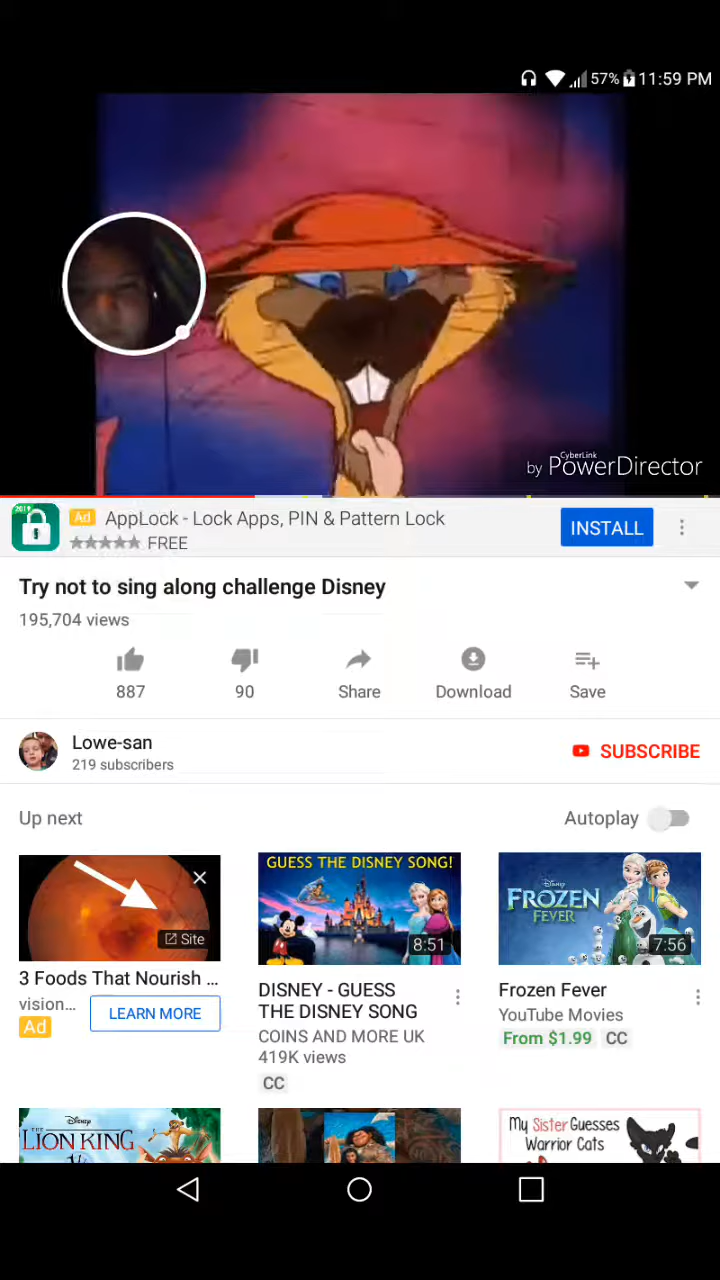 57% 11:59 PM
by CyberLink PowerDirector
2019
Ad AppLock - Lock Apps, PIN & Pattern Lock
FREE
INSTALL
Try not to sing along challenge Disney
195,704 views
887
90
Share
Download
Save
Lowe-san
219 subscribers
SUBSCRIBE
Up next
Autoplay
Site
3 Foods That Nourish ...
vision...
Ad
LEARN MORE
GUESS THE DISNEY SONG!
8:51
DISNEY - GUESS
THE DISNEY SONG
COINS AND MORE UK
419K views
CC
Disney
FROZEN
FEVER
7:56
Frozen Fever
YouTube Movies
From $1.99 CC
Disney
THE
LION KING
My Sister Guesses
Warrior Cats